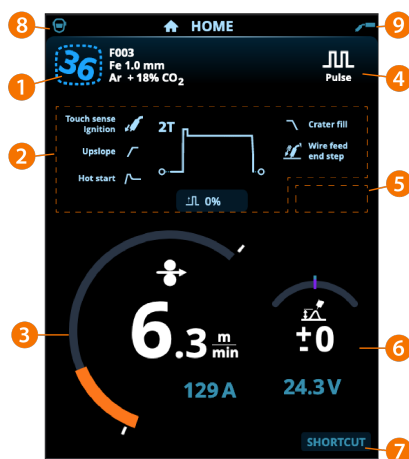 8
HOME
9
36
F003
Fe 1.0 mm
Ar + 18% CO2
Pulse
1
4
Touch sense
Ignition
2T
Crater fill
2
Upslope
Wire feed
end step
Hot start
5
0%
3
6.3 m/min
±0
6
129 A
24.3 V
SHORTCUT
7